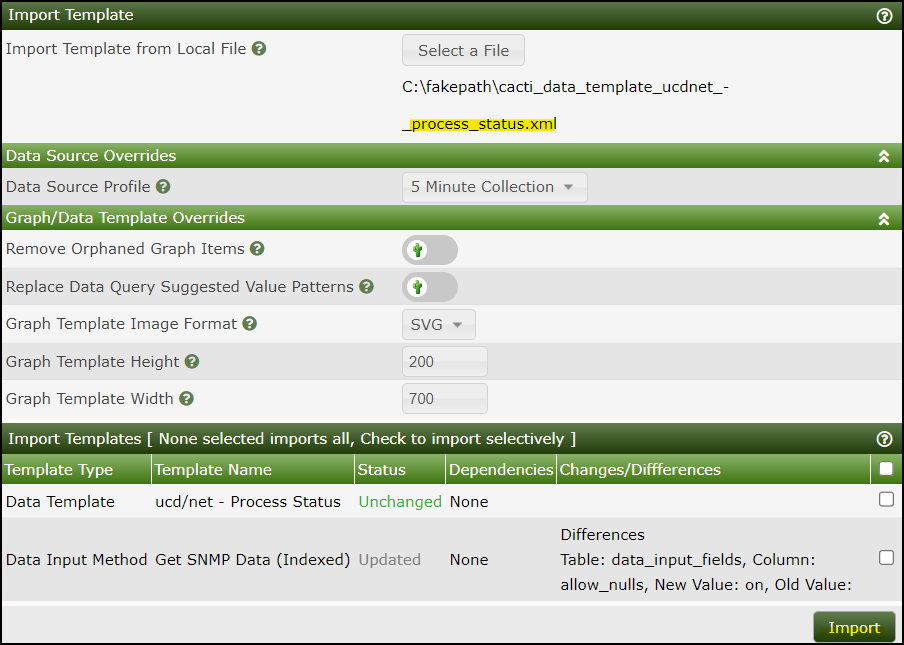 Import Template
Import Template from Local File
Select a File
C:\fakepath\cacti_data_template_ucdnet_-
_process_status.xml
Data Source Overrides
Data Source Profile
5 Minute Collection
Graph/Data Template Overrides
Remove Orphaned Graph Items
Replace Data Query Suggested Value Patterns
Graph Template Image Format
SVG
Graph Template Height
200
Graph Template Width
700
Import Templates [ None selected imports all, Check to import selectively ]
Template Type Template Name Status Dependencies Changes/Diffferences
Data Template ucd/net - Process Status Unchanged None
Data Input Method Get SNMP Data (Indexed) Updated None
Differences
Table: data_input_fields, Column:
allow_nulls, New Value: on, Old Value:
Import